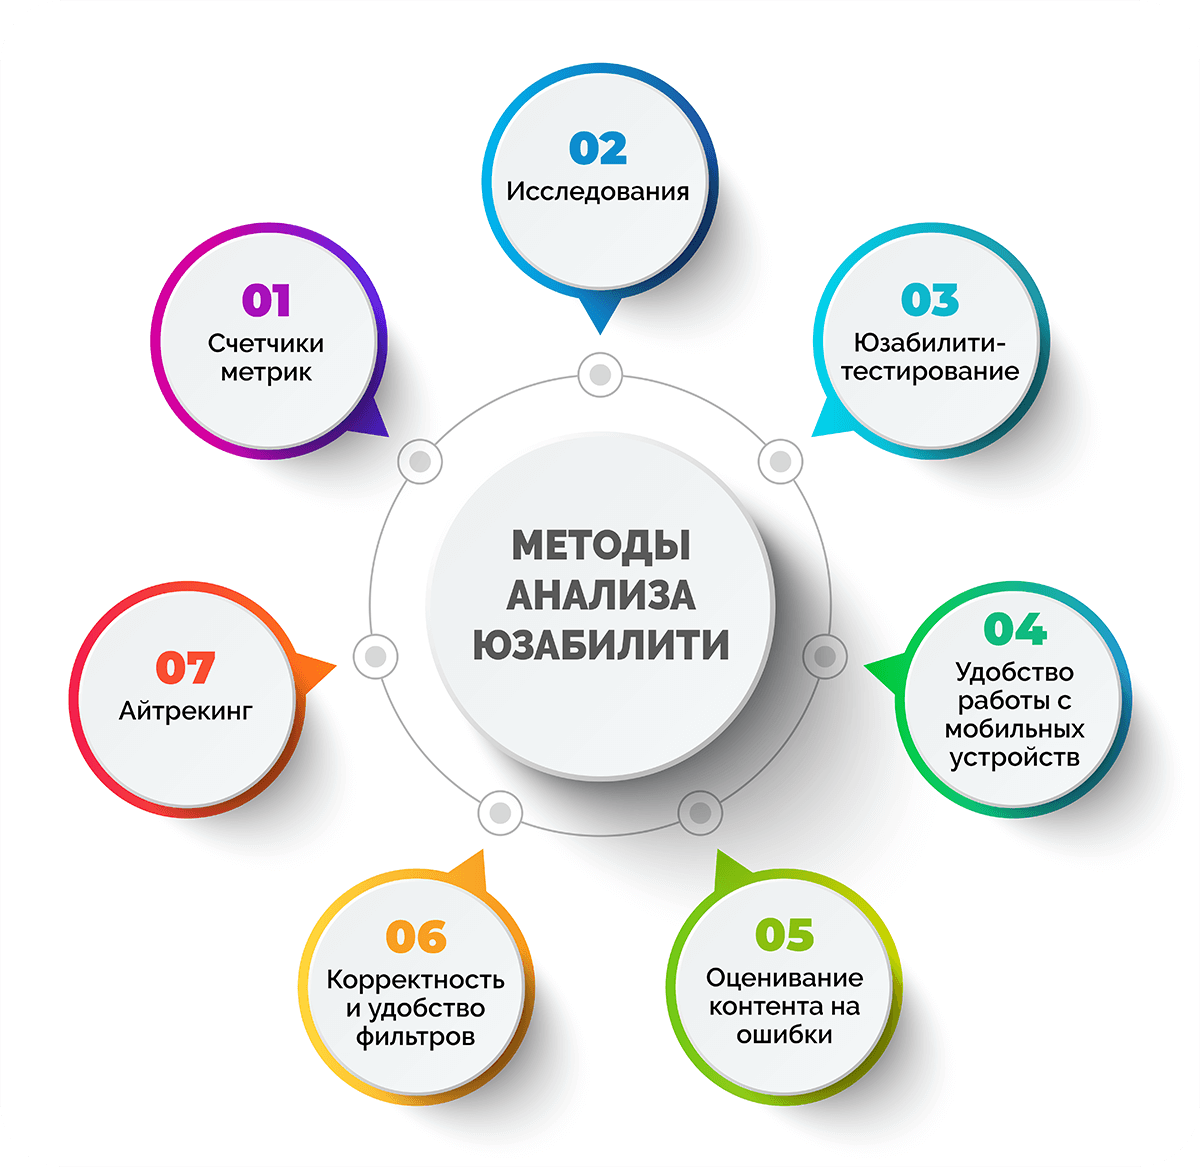 МЕТОДЫ
АНАЛИЗА
ЮЗАБИЛИТИ
01
Счетчики
метрик
02
Исследования
03
Юзабилити-
тестирование
04
Удобство
работы с
мобильных
устройств
05
Оценивание
контента на
ошибки
06
Корректность
и удобство
фильтров
07
Айтрекинг